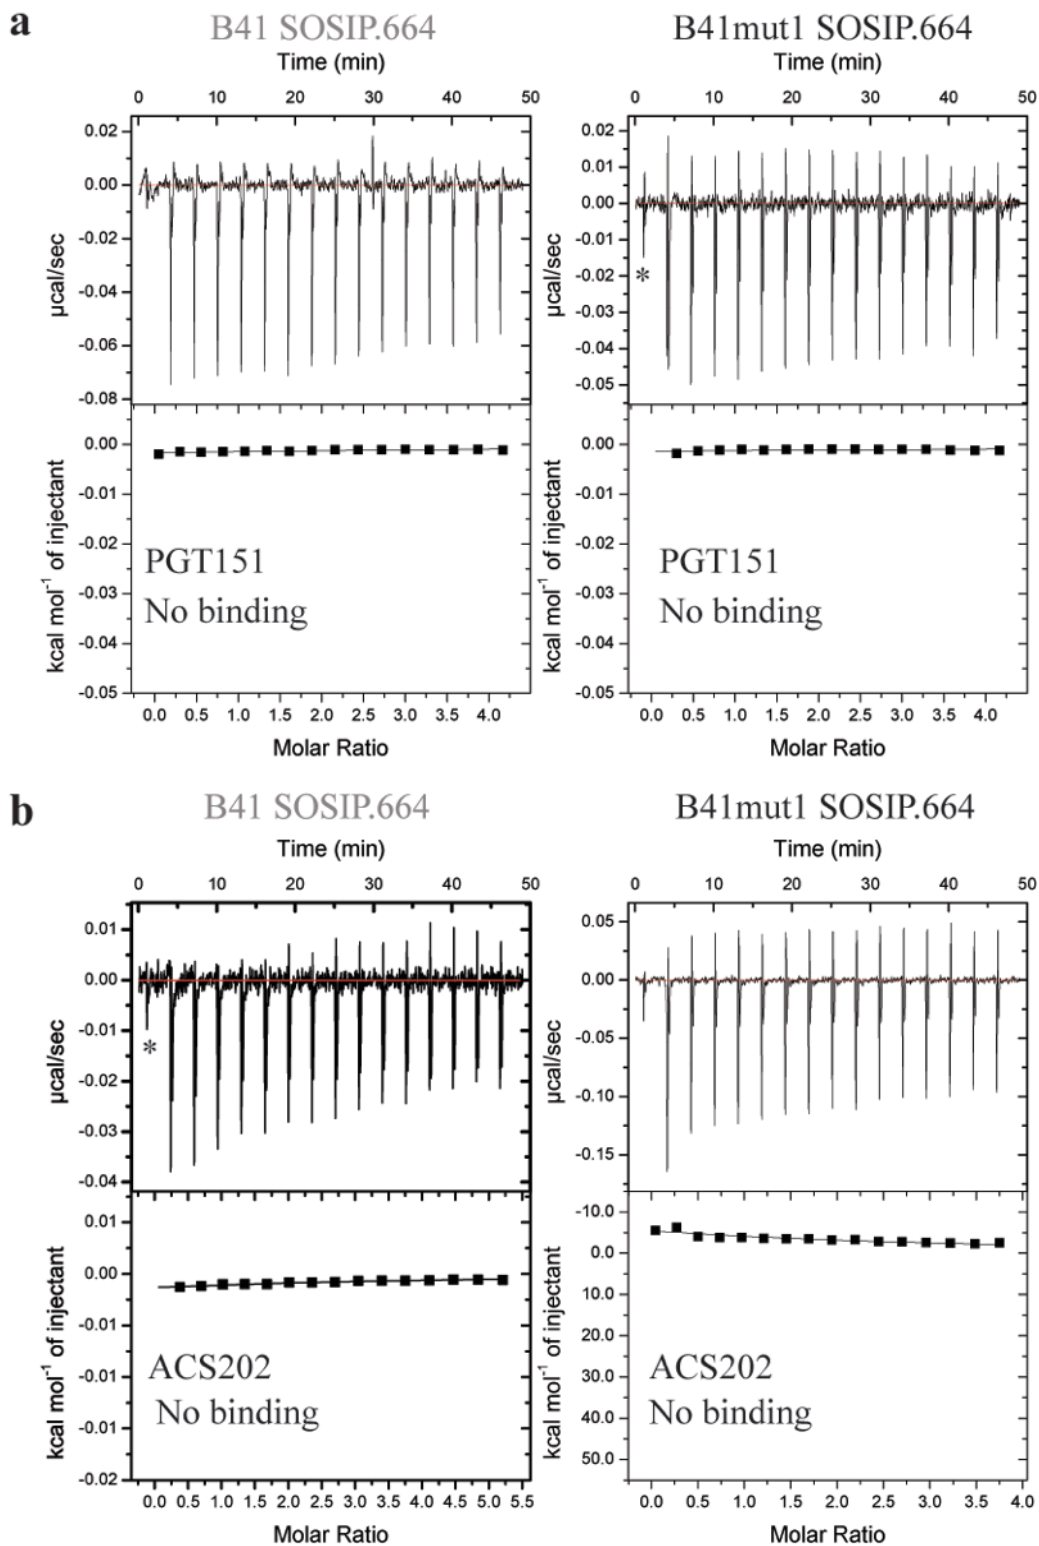 a
B41 SOSIP.664
B41mut1 SOSIP.664
Time (min)
Time (min)
0 10 20 30 40 50
0 10 20 30 40 50
0.02
0.00
-0.02
-0.04
-0.06
-0.08
µcal/sec
0.02
0.01
0.00
-0.01
-0.02
-0.03
-0.04
-0.05
µcal/sec
*
0.00
-0.01
-0.02
-0.03
-0.04
-0.05
kcal mol-1 of injectant
PGT151
No binding
0.00
-0.01
-0.02
-0.03
-0.04
-0.05
kcal mol-1 of injectant
PGT151
No binding
0.0 0.5 1.0 1.5 2.0 2.5 3.0 3.5 4.0
0.0 0.5 1.0 1.5 2.0 2.5 3.0 3.5 4.0
Molar Ratio
Molar Ratio
b
B41 SOSIP.664
B41mut1 SOSIP.664
Time (min)
Time (min)
0 10 20 30 40 50
0 10 20 30 40 50
0.01
0.00
-0.01
-0.02
-0.03
-0.04
µcal/sec
*
0.05
0.00
-0.05
-0.10
-0.15
µcal/sec
0.01
0.00
-0.01
-0.01
-0.01
-0.02
kcal mol-1 of injectant
ACS202
No binding
-10.0
0.0
10.0
20.0
30.0
40.0
50.0
kcal mol-1 of injectant
ACS202
No binding
0.0 0.5 1.0 1.5 2.0 2.5 3.0 3.5 4.0 4.5 5.0 5.5
0.0 0.5 1.0 1.5 2.0 2.5 3.0 3.5 4.0
Molar Ratio
Molar Ratio